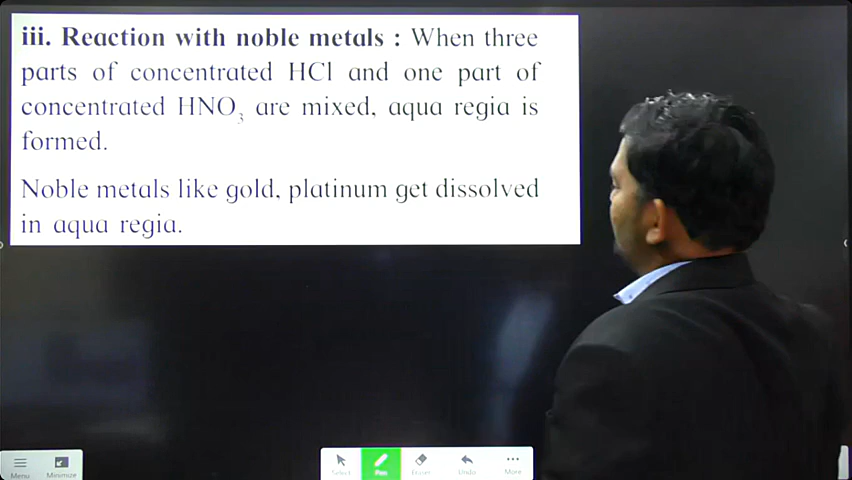 iii. Reaction with noble metals : When three
parts of concentrated HCl and one part of
concentrated HNO₃ are mixed, aqua regia is
formed.
Noble metals like gold, platinum get dissolved
in aqua regia.
Menu Minimize Select Pen Eraser Undo More